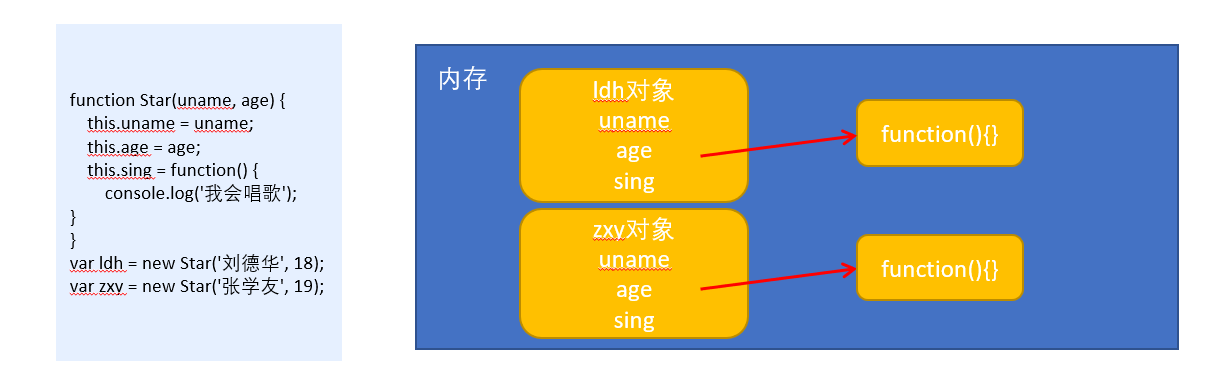 function Star(uname, age) {
this.uname = uname;
this.age = age;
this.sing = function() {
console.log('我会唱歌');
}
}
var ldh = new Star('刘德华', 18);
var zxy = new Star('张学友', 19);
内存
ldh对象
uname
age
sing
function(){}
zxy对象
uname
age
sing
function(){}